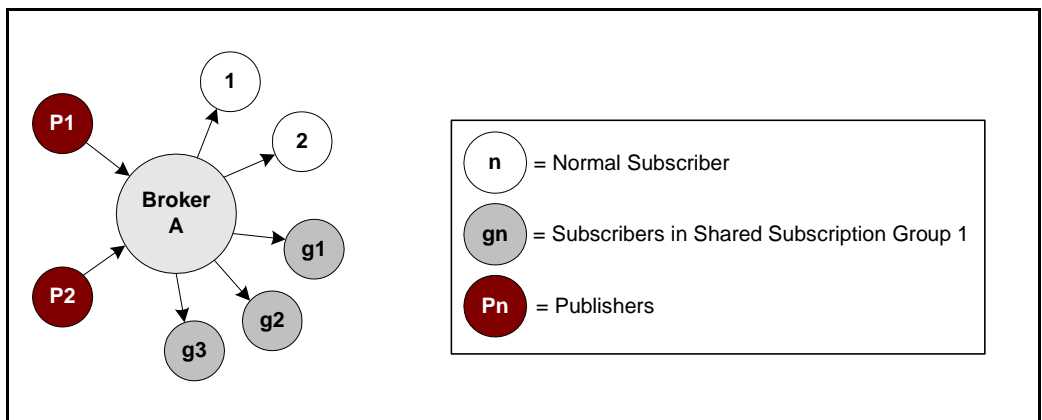 1
P1
2
Broker
A
g1
P2
g2
g3
n = Normal Subscriber
gn = Subscribers in Shared Subscription Group 1
Pn = Publishers